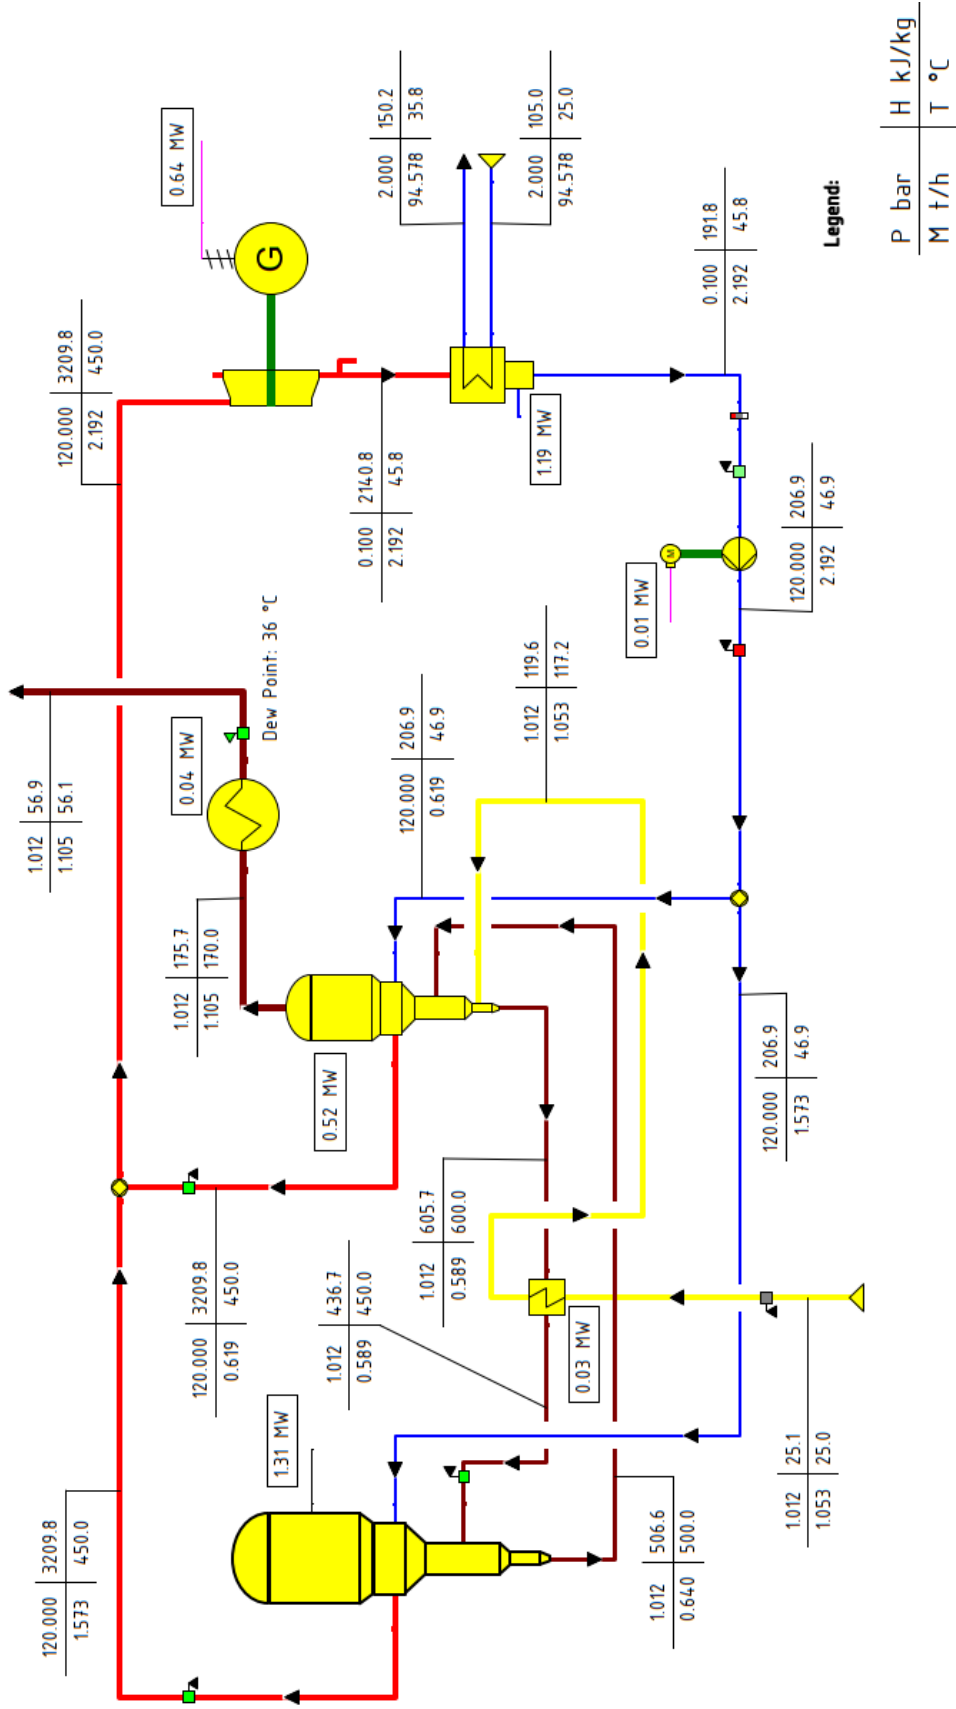 0.64 MW
G
2.000 150.2
94.578 35.8
2.000 105.0
94.578 25.0
120.000 3209.8
2.192 450.0
0.100 2140.8
2.192 45.8
1.19 MW
0.100 191.8
2.192 45.8
Legend:
P bar H kJ/kg
M t/h T °C
120.000 206.9
2.192 46.9
M
0.01 MW
Dew Point: 36 °C
0.04 MW
1.012 56.9
1.105 56.1
1.012 175.7
1.105 170.0
120.000 206.9
0.619 46.9
1.012 119.6
1.053 117.2
0.52 MW
120.000 206.9
1.573 46.9
1.012 605.7
0.589 600.0
120.000 3209.8
0.619 450.0
1.012 436.7
0.589 450.0
0.03 MW
1.31 MW
120.000 3209.8
1.573 450.0
1.012 506.6
0.640 500.0
1.012 25.1
1.053 25.0